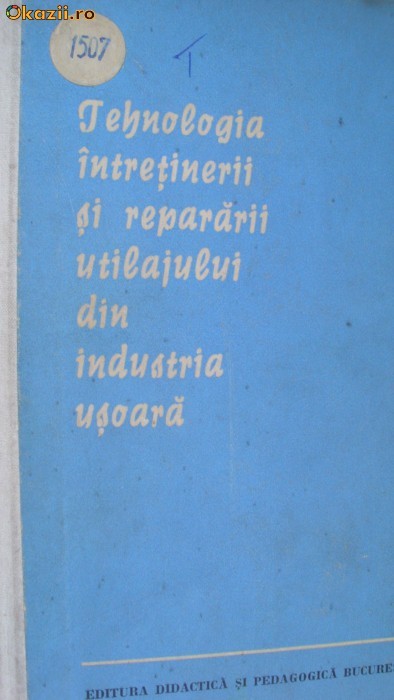 Okazii.ro
1507
T
Tehnologia
întreținerii
și reparării
utilajului
din
industria
ușoară
EDITURA DIDACTICĂ ȘI PEDAGOGICĂ BUCURE